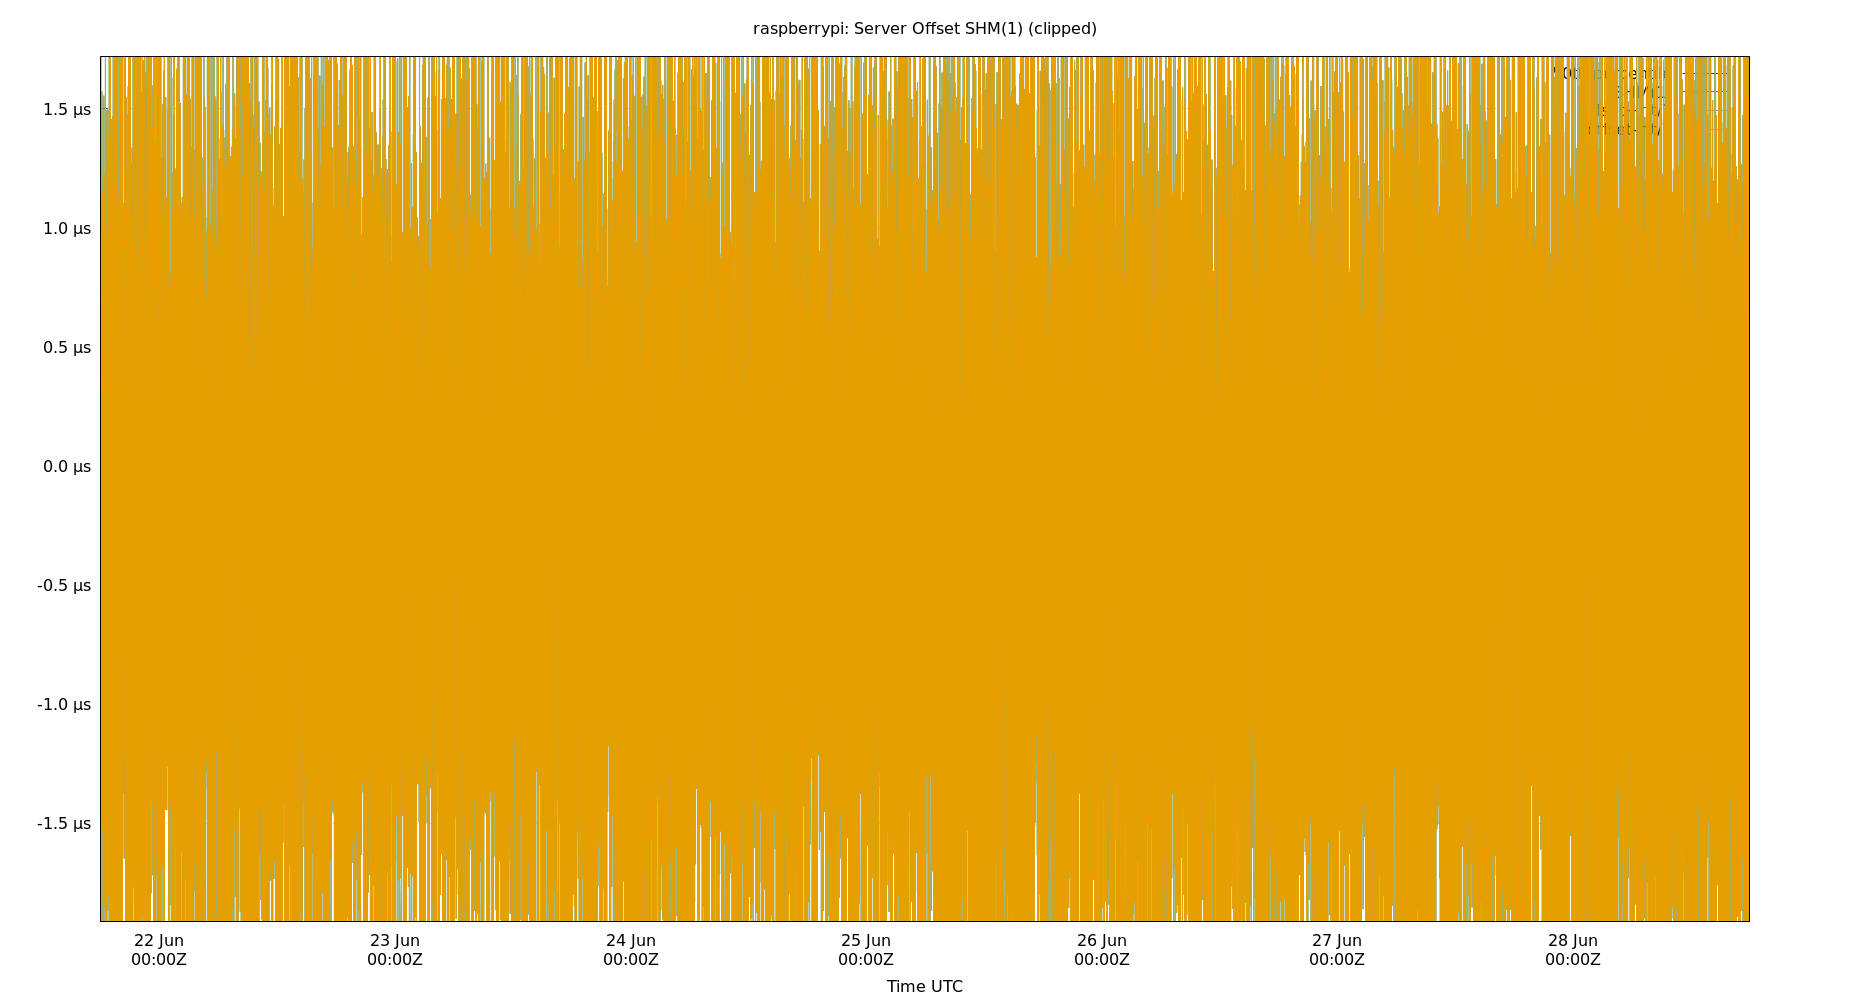 raspberrypi: Server Offset SHM(1) (clipped)
1.5 µs
1.0 µs
0.5 µs
0.0 µs
-0.5 µs
-1.0 µs
-1.5 µs
22 Jun 23 Jun 24 Jun 25 Jun 26 Jun 27 Jun 28 Jun
00:00Z 00:00Z 00:00Z 00:00Z 00:00Z 00:00Z 00:00Z
Time UTC